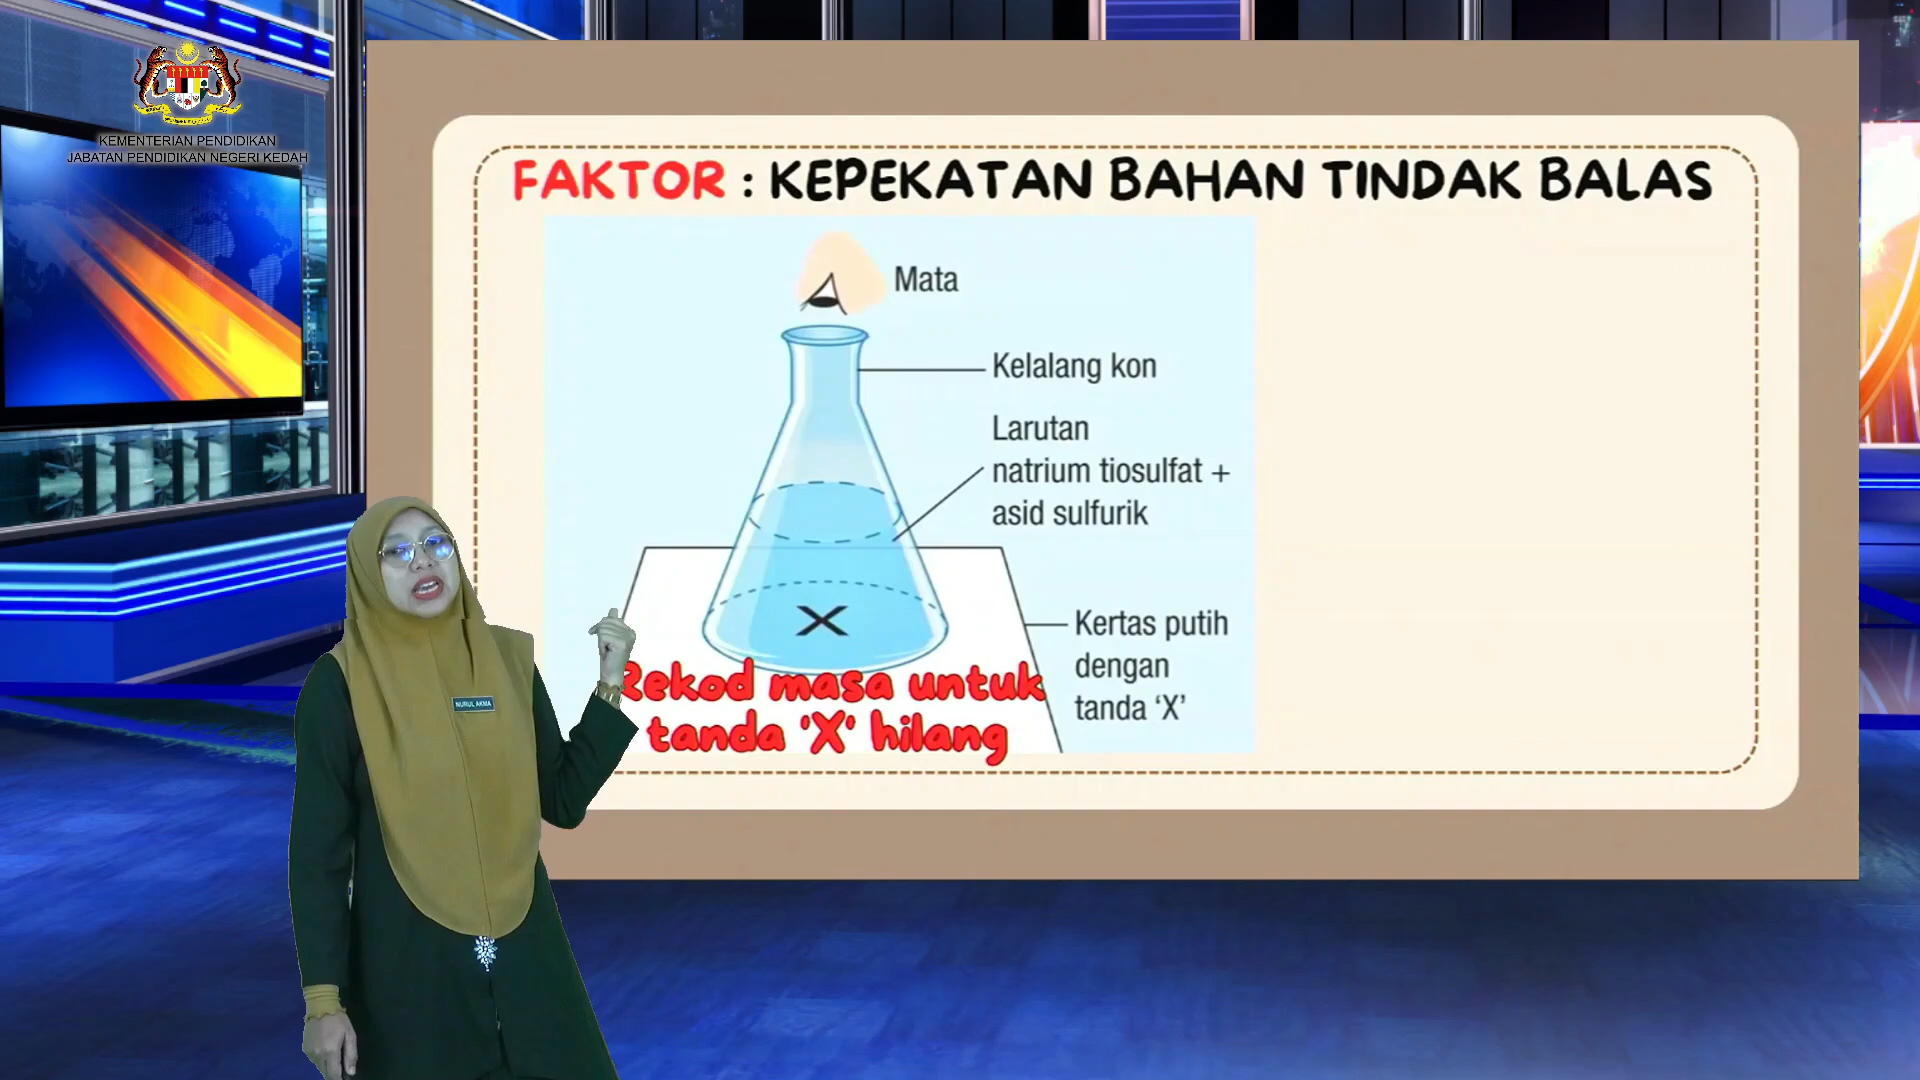 KEMENTERIAN PENDIDIKAN
JABATAN PENDIDIKAN NEGERI KEDAH
FAKTOR : KEPEKATAN BAHAN TINDAK BALAS
Mata
Kelalang kon
Larutan
natrium tiosulfat +
asid sulfurik
X
Kertas putih
dengan
tanda ‘X’
Rekod masa untuk
tanda 'X' hilang
NURUL AKMA